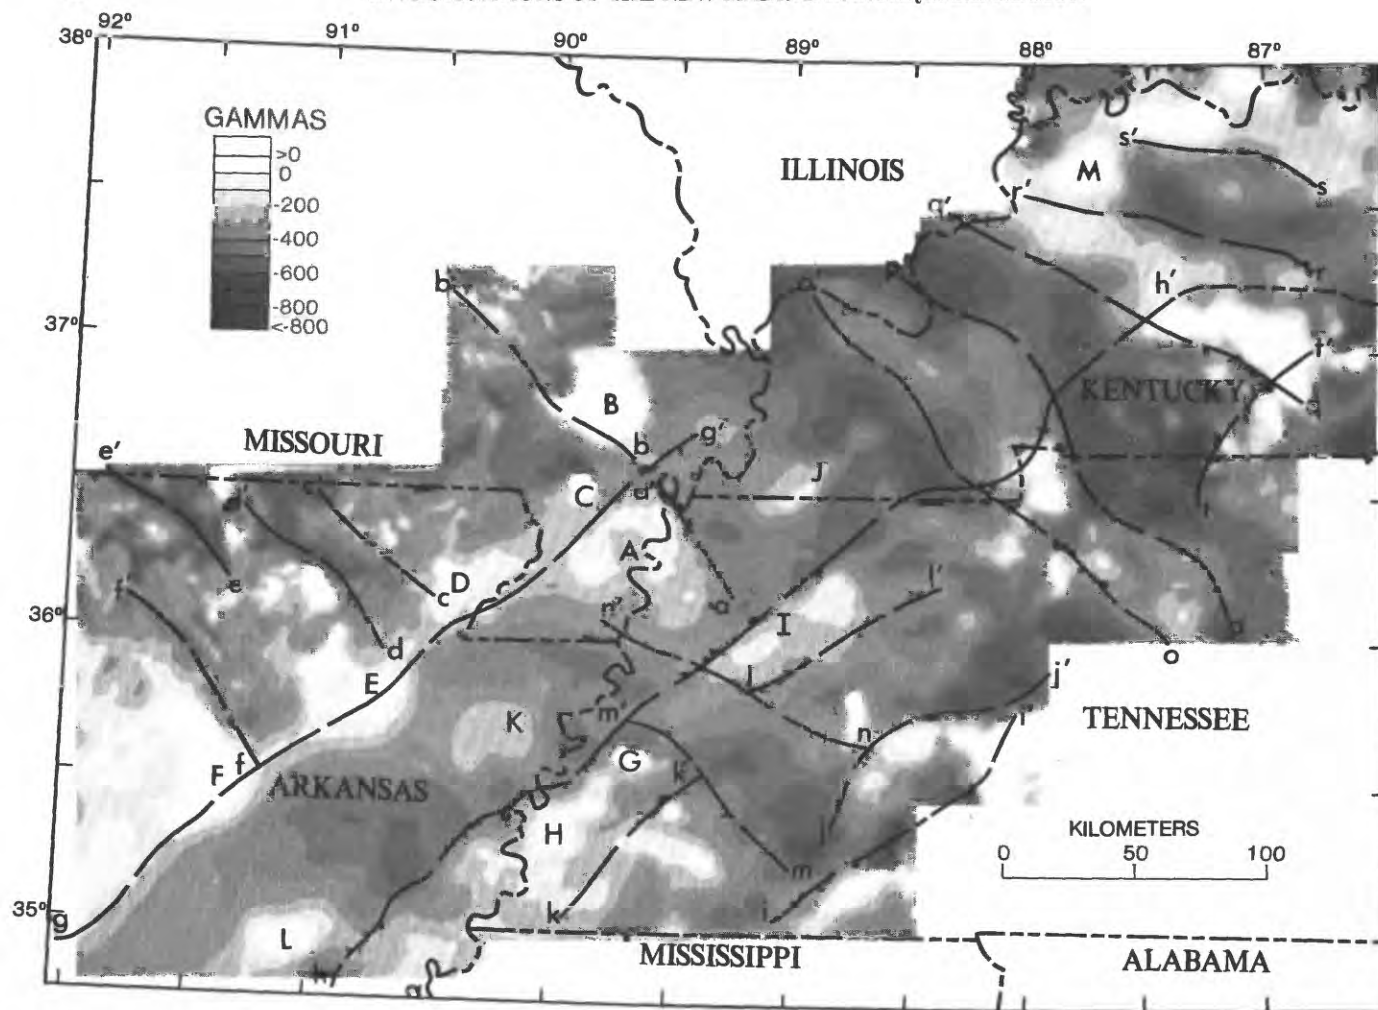 92° 91° 90° 89° 88° 87°
38°
GAMMAS
>0
0
-200
-400
-600
-800
<-800
ILLINOIS
s'
M
s
r'
q'
r
h'
b'
37°
p'
o'
t'
KENTUCKY
B
MISSOURI
b
g'
e'
J
C
A
D
c
e
l'
n'
a
36°
f'
I
d
o
l
E
j'
K
m'
TENNESSEE
n
i'
F
f
G
ARKANSAS
k'
H
KILOMETERS
0 50 100
m
35°
g
k
i
L
MISSISSIPPI
ALABAMA
h